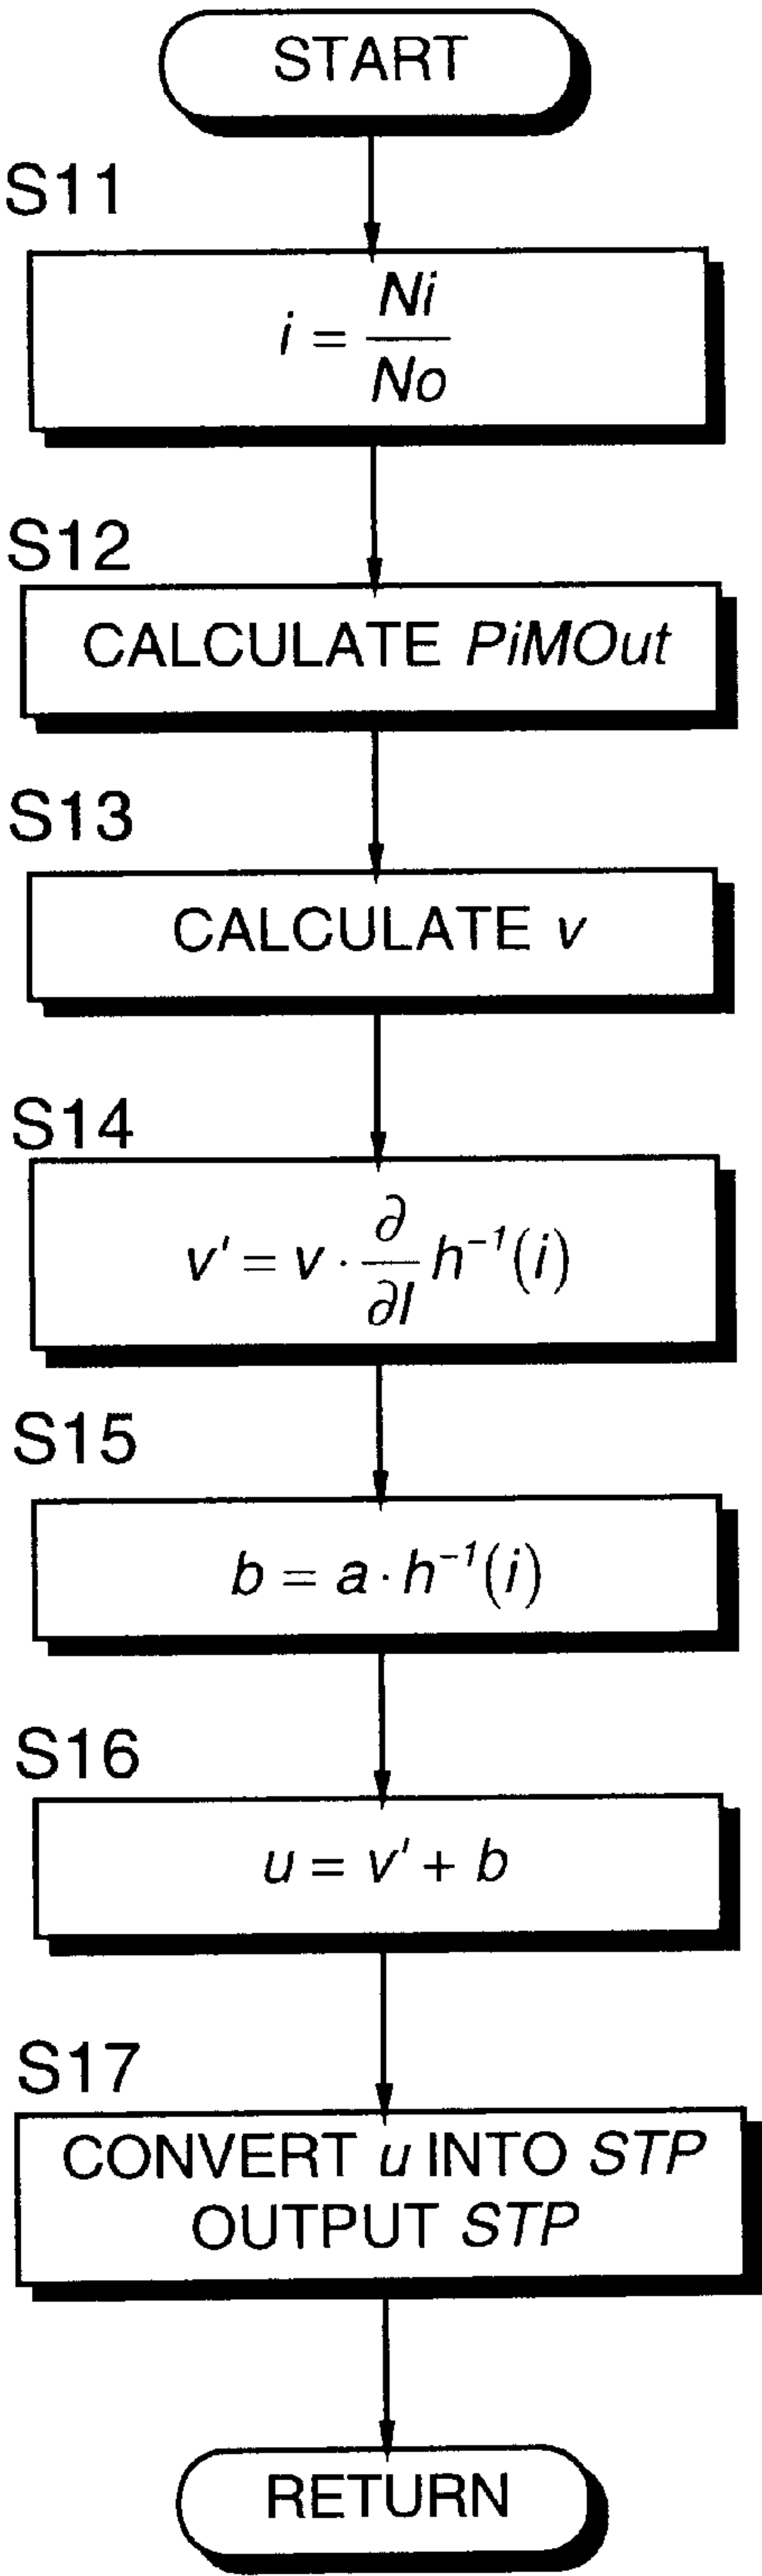 START
S11
i = Ni/No
S12
CALCULATE PiMOut
S13
CALCULATE v
S14
v' = v · ∂/∂I h⁻¹(i)
S15
b = a · h⁻¹(i)
S16
u = v' + b
S17
CONVERT u INTO STP
OUTPUT STP
RETURN